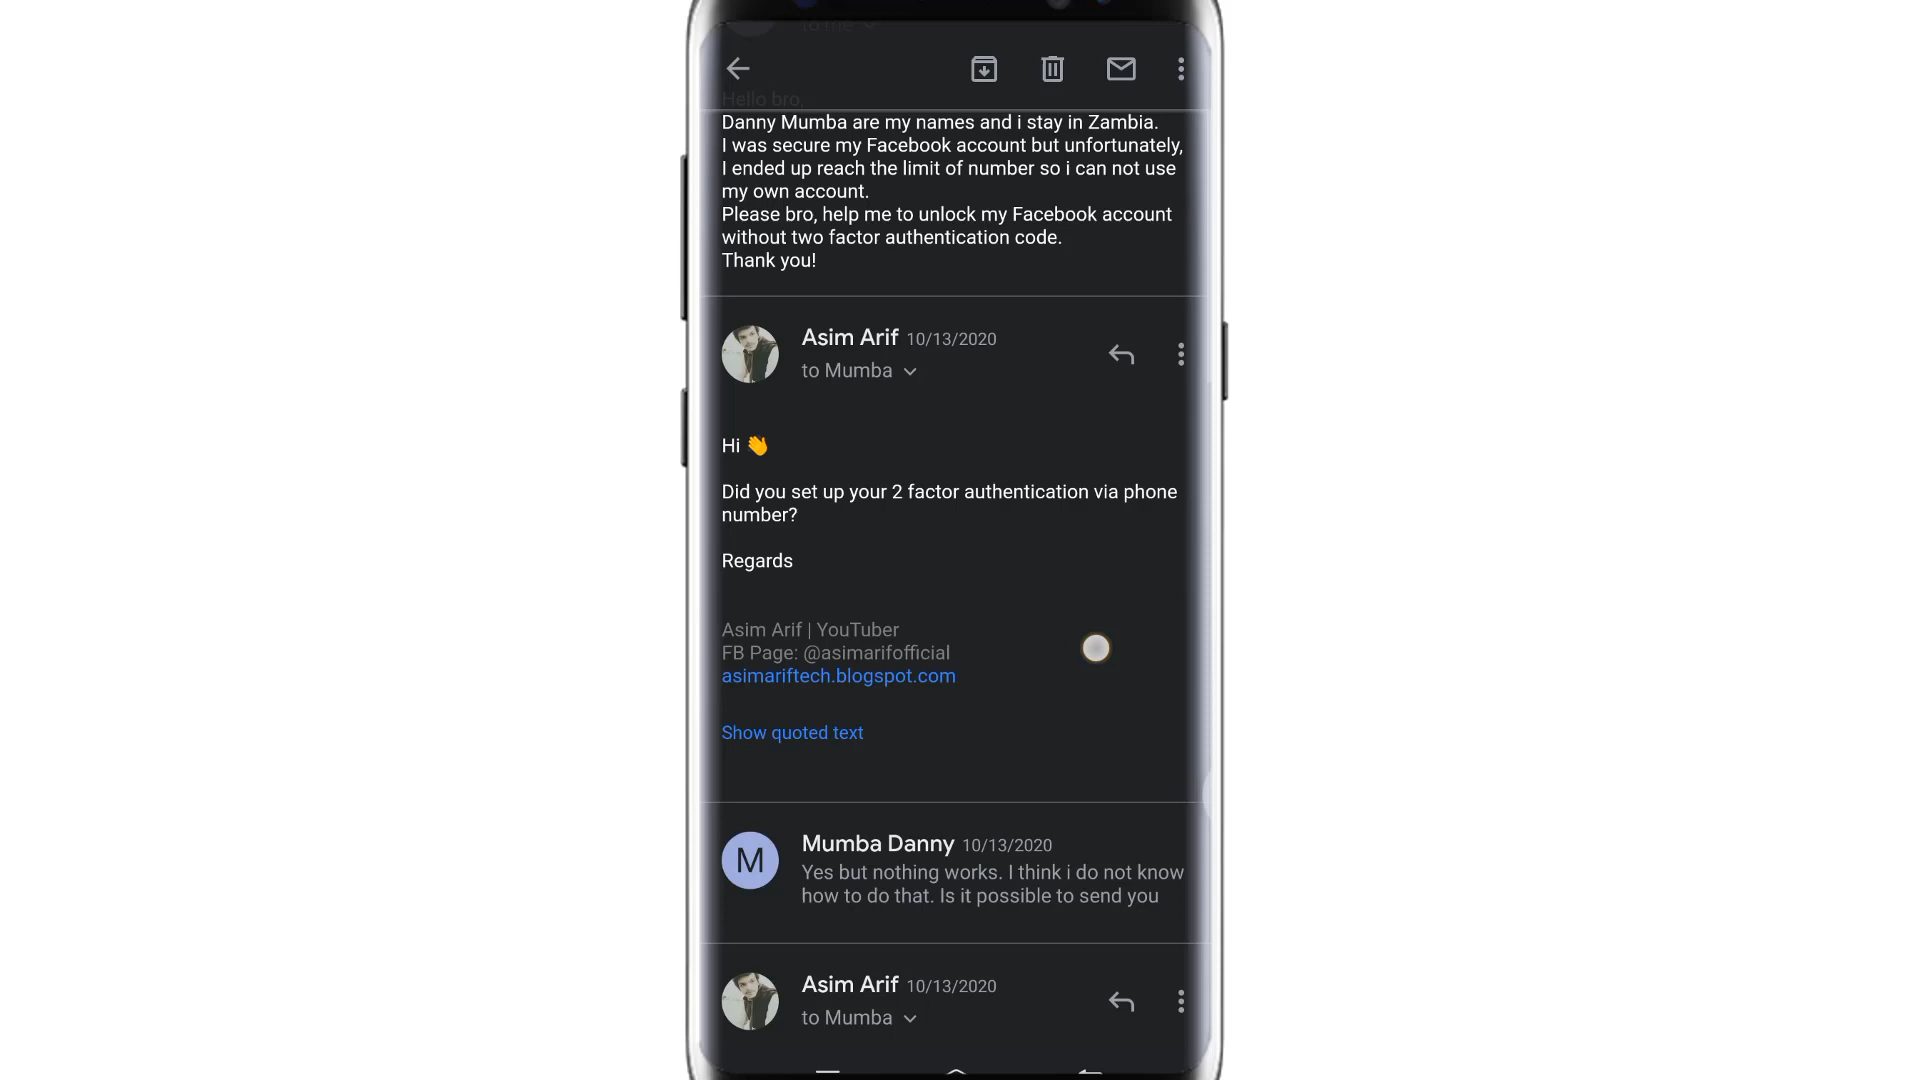 to me
Hello bro,
Danny Mumba are my names and i stay in Zambia.
I was secure my Facebook account but unfortunately,
I ended up reach the limit of number so i can not use
my own account.
Please bro, help me to unlock my Facebook account
without two factor authentication code.
Thank you!
Asim Arif 10/13/2020
to Mumba
Hi 👋
Did you set up your 2 factor authentication via phone
number?
Regards
Asim Arif | YouTuber
FB Page: @asimarifofficial
asimariftech.blogspot.com
Show quoted text
M
Mumba Danny 10/13/2020
Yes but nothing works. I think i do not know
how to do that. Is it possible to send you
Asim Arif 10/13/2020
to Mumba